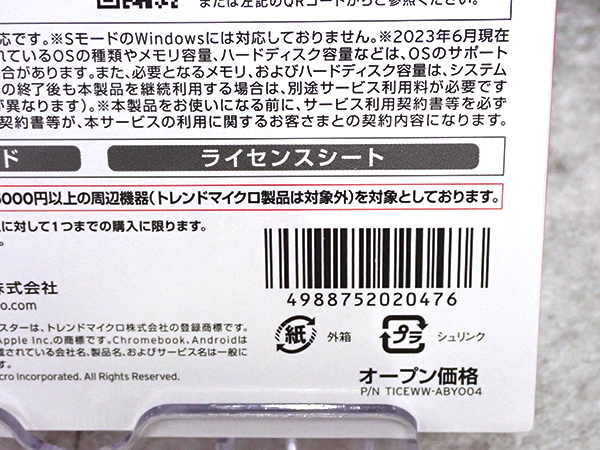 または左記のQRコードからご参照ください。
応です。※SモードのWindowsには対応しておりません。※2023年6月現在
れているOSの種類やメモリ容量、ハードディスク容量などは、OSのサポート
合があります。また、必要となるメモリ、およびハードディスク容量は、システム
の終了後も本製品を継続利用する場合は、別途サービス利用料が必要です
が異なります)。※本製品をお使いになる前に、サービス利用契約書等を必ず
契約書等が、本サービスの利用に関するお客さまとの契約内容になります。
ド
ライセンスシート
5000円以上の周辺機器(トレンドマイクロ製品は対象外)を対象としております。
に対して1つまでの購入に限ります。
す。
株式会社
ro.com
4988752020476
スターは、トレンドマイクロ株式会社の登録商標です。
Apple Inc.の商標です。Chromebook、Androidは
載されている会社名、製品名、およびサービス名は一般に
す。
icro Incorporated. All Rights Reserved.
紙
外箱
プラ
シュリンク
オープン価格
P/N TICEWW-ABYO04